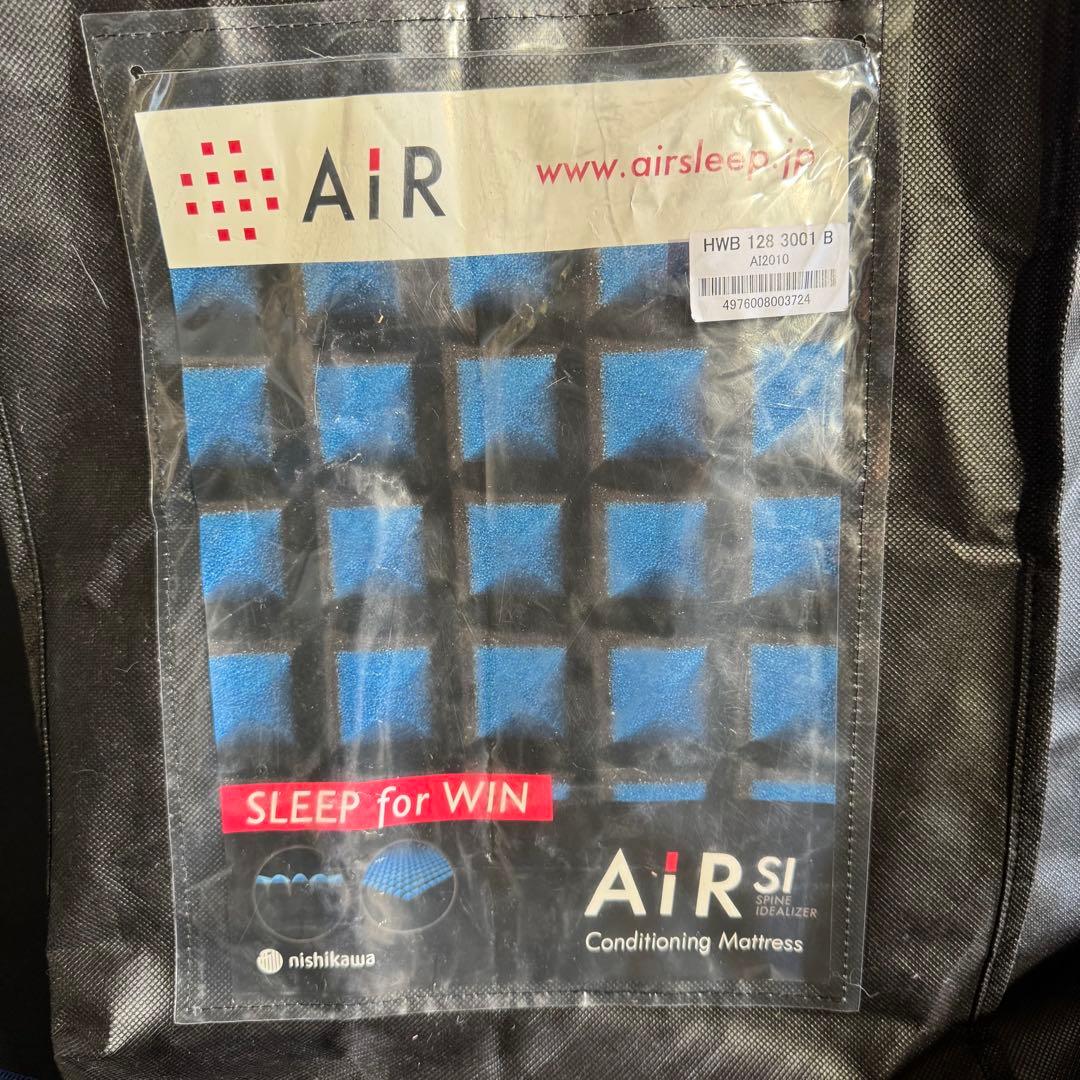 AiR
www.airsleep.jp
HWB 128 3001 B
AI2010
4976008003724
SLEEP for WIN
AiR SI
SPINE
IDEALIZER
Conditioning Mattress
nishikawa